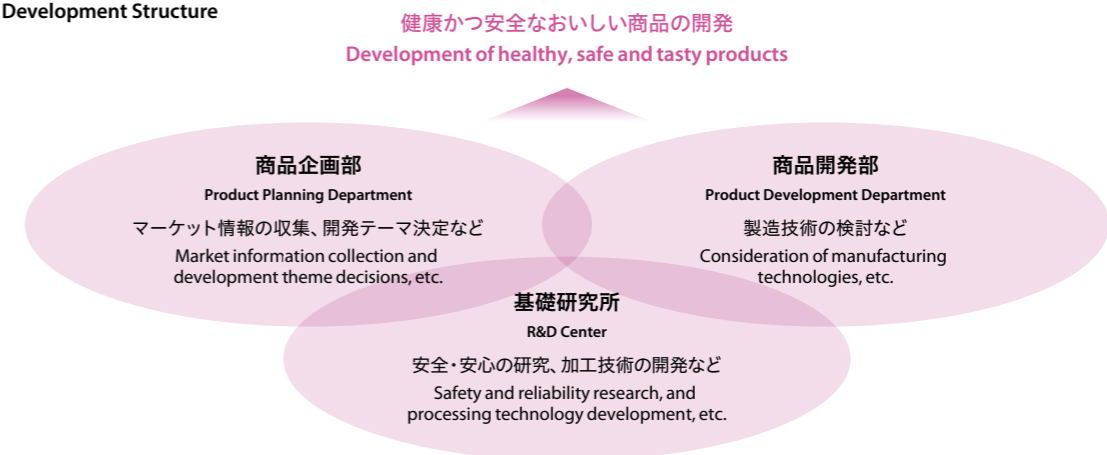 Development Structure
健康かつ安全なおいしい商品の開発
Development of healthy, safe and tasty products
商品企画部
Product Planning Department
マーケット情報の収集、開発テーマ決定など
Market information collection and
development theme decisions, etc.
商品開発部
Product Development Department
製造技術の検討など
Consideration of manufacturing
technologies, etc.
基礎研究所
R&D Center
安全・安心の研究、加工技術の開発など
Safety and reliability research, and
processing technology development, etc.